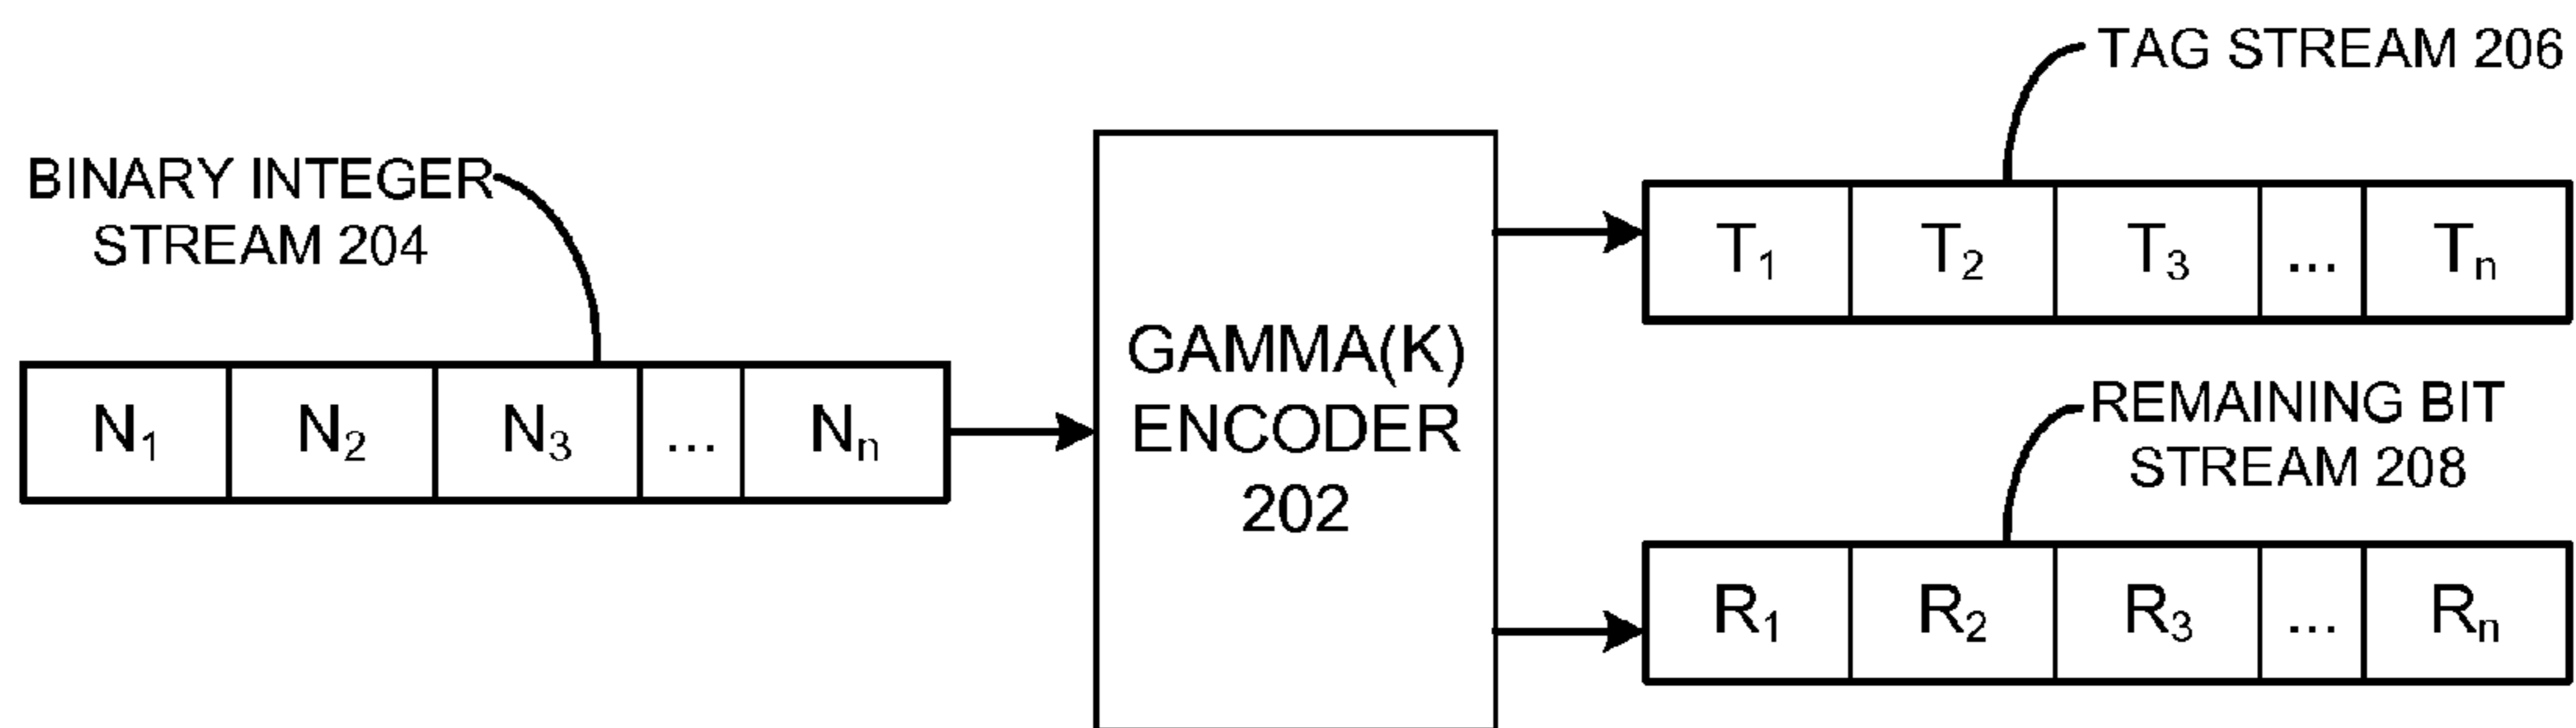 TAG STREAM 206
BINARY INTEGER
STREAM 204
T1 T2 T3 ... Tn
GAMMA(K)
ENCODER
202
N1 N2 N3 ... Nn
REMAINING BIT
STREAM 208
R1 R2 R3 ... Rn